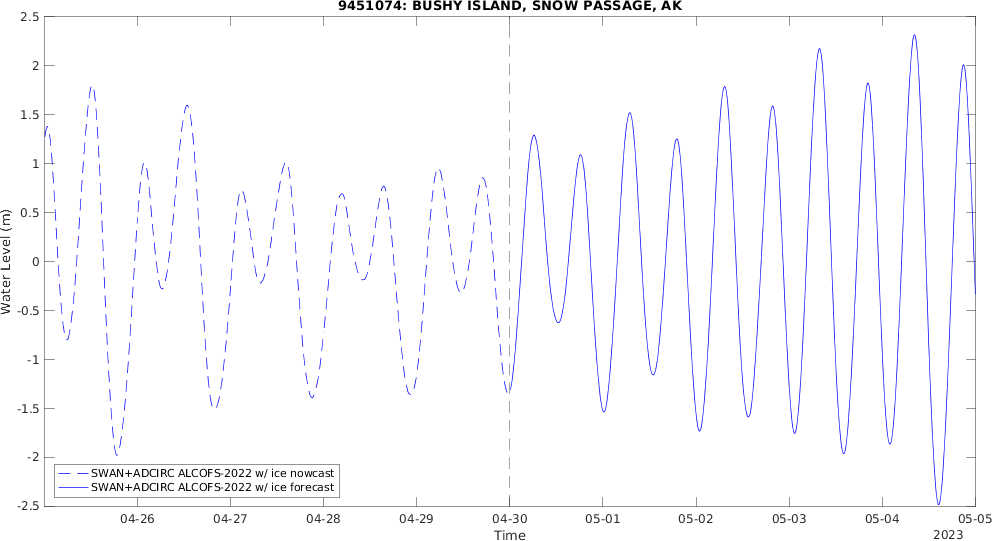 9451074: BUSHY ISLAND, SNOW PASSAGE, AK
2.5
2
1.5
1
0.5
0
-0.5
-1
-1.5
-2
-2.5
Water Level (m)
SWAN+ADCIRC ALCOFS-2022 w/ ice nowcast
SWAN+ADCIRC ALCOFS-2022 w/ ice forecast
04-26 04-27 04-28 04-29 04-30 05-01 05-02 05-03 05-04 05-05
Time
2023